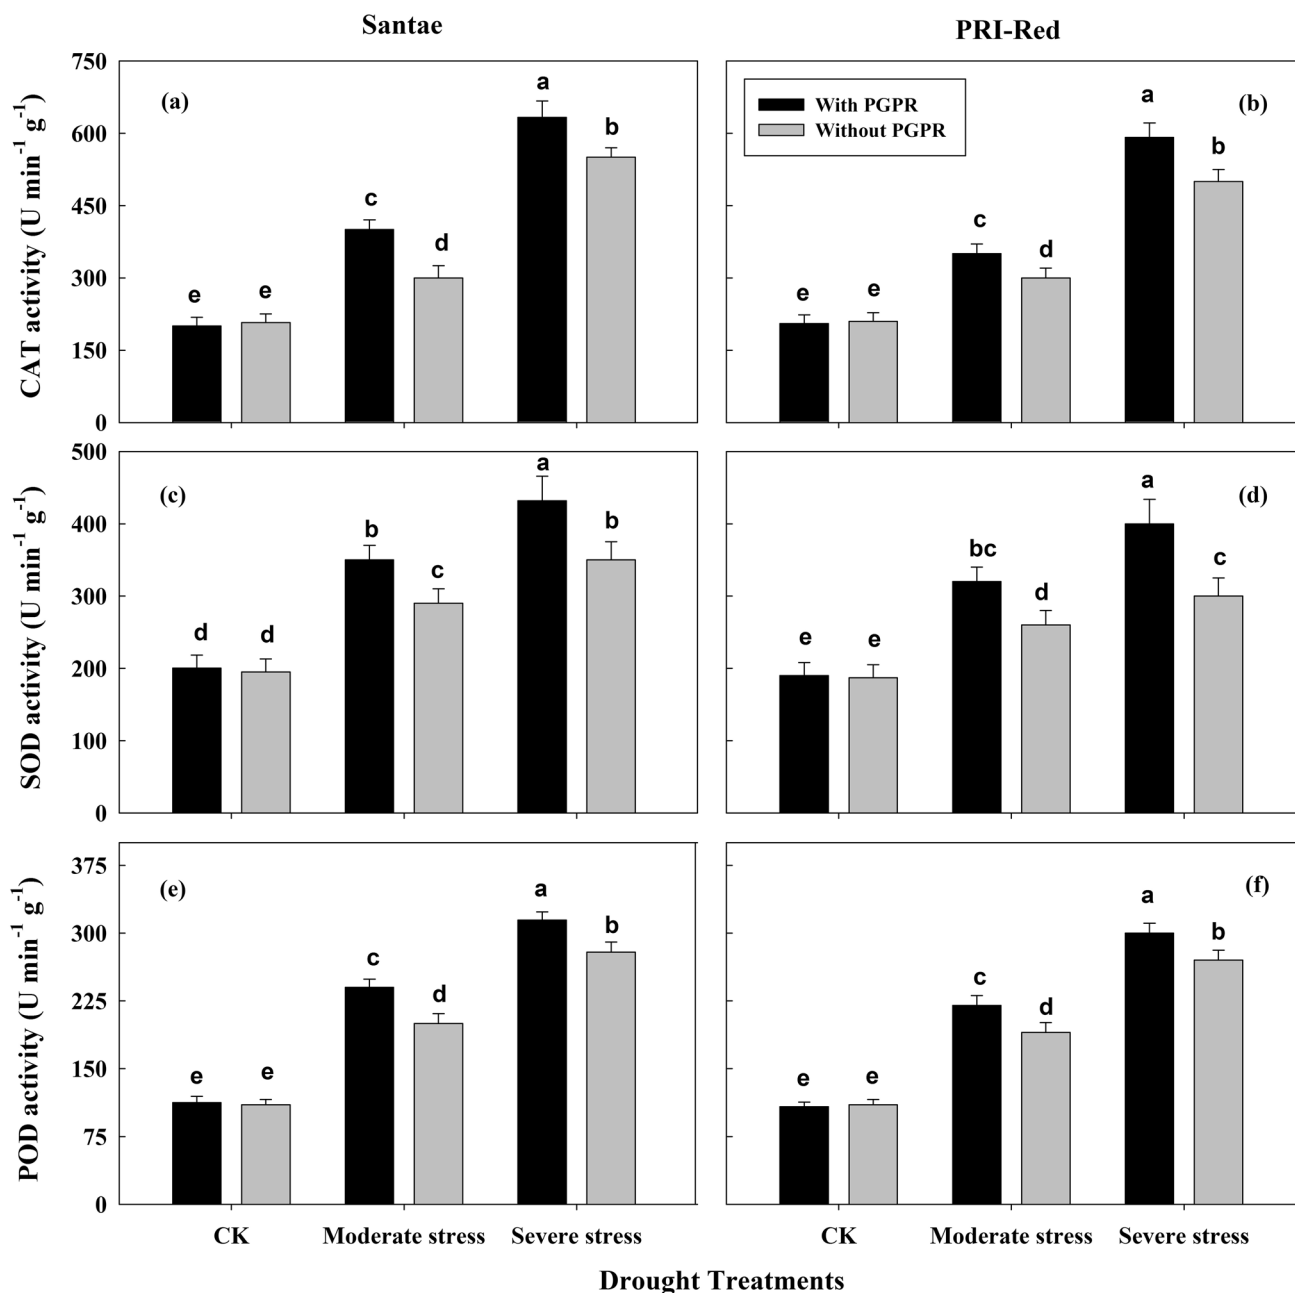 Santae
PRI-Red
CAT activity (U min⁻¹ g⁻¹)
750
600
450
300
150
0
(a)
e
e
c
d
a
b
With PGPR
Without PGPR
(b)
e
e
c
d
a
b
SOD activity (U min⁻¹ g⁻¹)
500
400
300
200
100
0
(c)
d
d
b
c
a
b
(d)
e
e
bc
d
a
c
POD activity (U min⁻¹ g⁻¹)
375
300
225
150
75
0
(e)
e
e
c
d
a
b
(f)
e
e
c
d
a
b
CK Moderate stress Severe stress
CK Moderate stress Severe stress
Drought Treatments